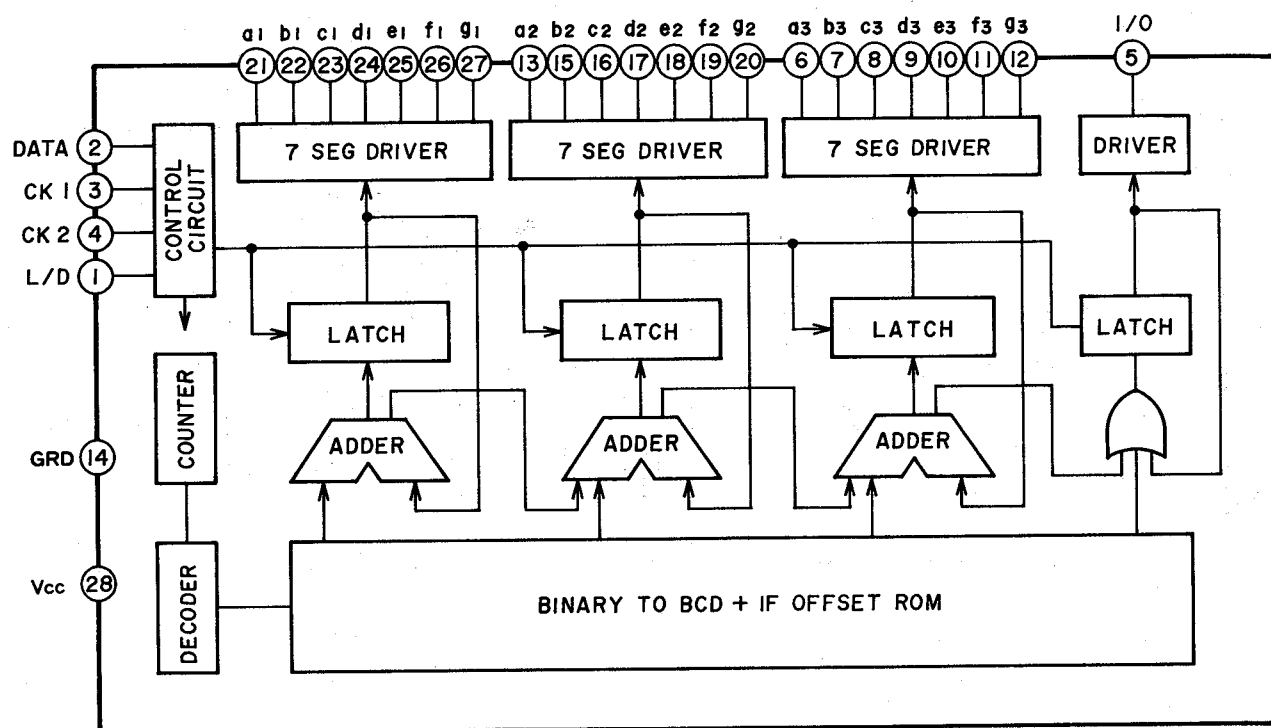 a1 b1 c1 d1 e1 f1 g1 a2 b2 c2 d2 e2 f2 g2 a3 b3 c3 d3 e3 f3 g3 I/O
21 22 23 24 25 26 27 13 15 16 17 18 19 20 6 7 8 9 10 11 12 5
DATA 2
CK 1 3
CK 2 4
L/D 1
CONTROL
CIRCUIT
7 SEG DRIVER
7 SEG DRIVER
7 SEG DRIVER
DRIVER
LATCH
LATCH
LATCH
LATCH
COUNTER
ADDER
ADDER
ADDER
GRD 14
Vcc 28
DECODER
BINARY TO BCD + IF OFFSET ROM